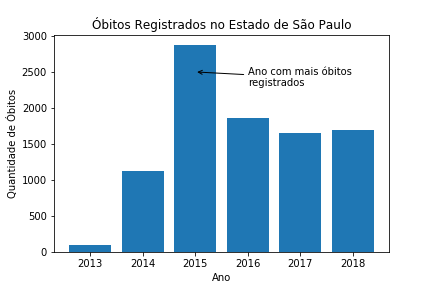 Óbitos Registrados no Estado de São Paulo
3000
2500
2000
1500
1000
500
0
Quantidade de Óbitos
Ano com mais óbitos
registrados
2013 2014 2015 2016 2017 2018
Ano